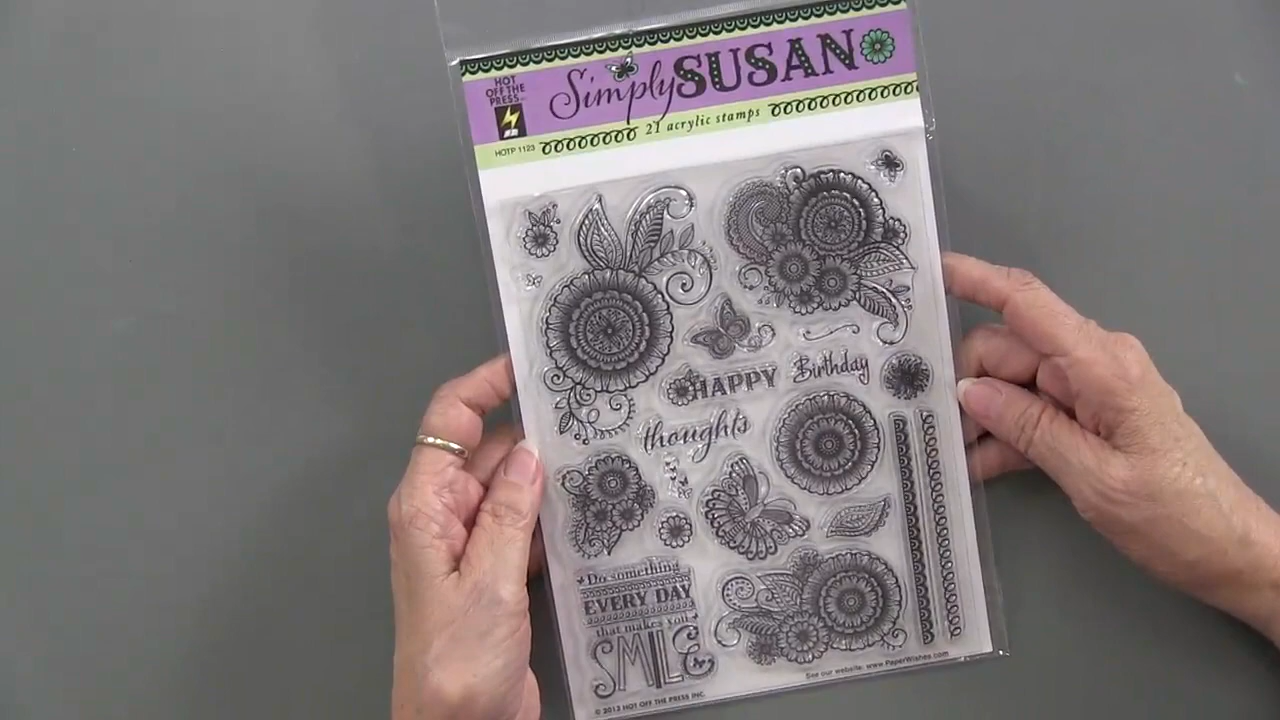 HOT
OFF THE
PRESS
Simply SUSAN
HOTP 1123
21 acrylic stamps
HAPPY
Birthday
thoughts
Do something
EVERY DAY
that makes you
SMILE
See our website: www.PaperWishes.com
© 2013 HOT OFF THE PRESS INC.